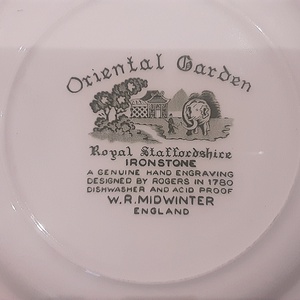 Oriental Garden
Royal Staffordshire
IRONSTONE
A GENUINE HAND ENGRAVING
DESIGNED BY ROGERS IN 1780
DISHWASHER AND ACID PROOF
W.R.MIDWINTER
ENGLAND